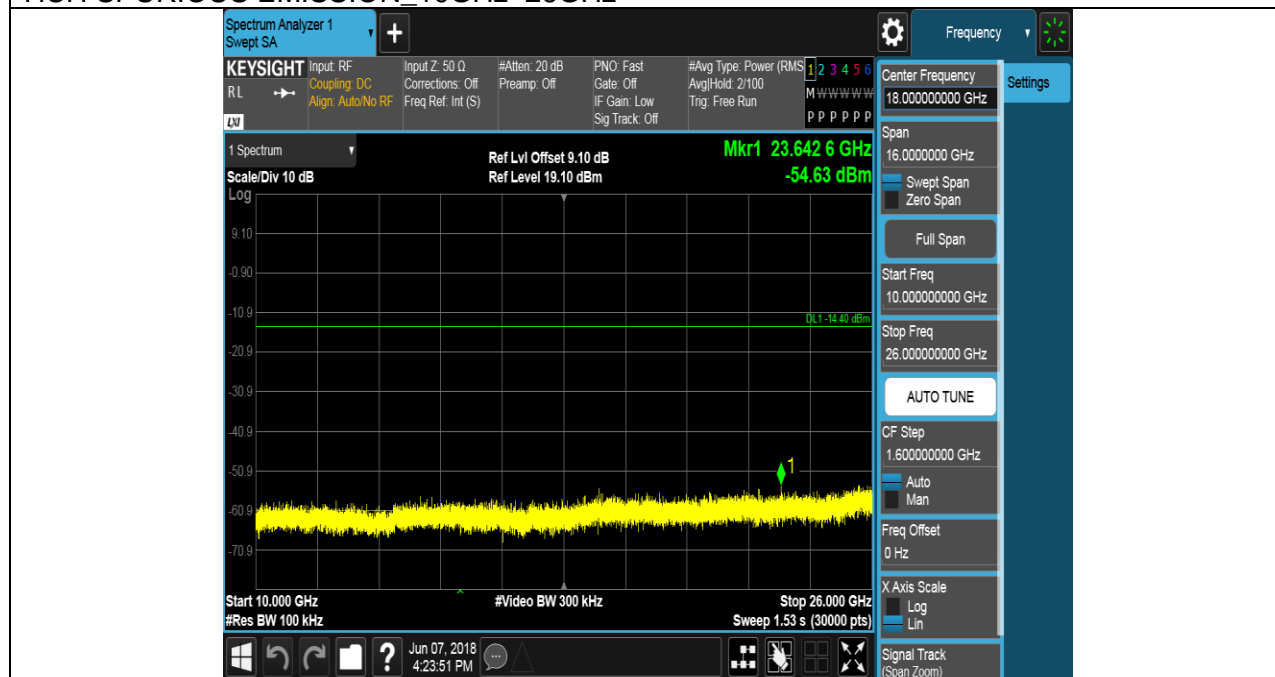 Spectrum Analyzer 1
Swept SA
+
Frequency
KEYSIGHT
RL
LXI
Input: RF
Coupling: DC
Align: Auto/No RF
Input Z: 50 Ω
Corrections: Off
Freq Ref: Int (S)
#Atten: 20 dB
Preamp: Off
PNO: Fast
Gate: Off
IF Gain: Low
Sig Track: Off
#Avg Type: Power (RMS
Avg|Hold: 2/100
Trig: Free Run
1 2 3 4 5 6
M W W W W W
P P P P P P
1 Spectrum
Scale/Div 10 dB
Ref Lvl Offset 9.10 dB
Ref Level 19.10 dBm
Mkr1 23.642 6 GHz
-54.63 dBm
Log
9.10
-0.90
-10.9
DL1 -14.40 dBm
-20.9
-30.9
-40.9
-50.9
1
-60.9
-70.9
Start 10.000 GHz
#Res BW 100 kHz
#Video BW 300 kHz
Stop 26.000 GHz
Sweep 1.53 s (30000 pts)
?
Jun 07, 2018
4:23:51 PM
Center Frequency
18.000000000 GHz
Span
16.0000000 GHz
Swept Span
Zero Span
Full Span
Start Freq
10.000000000 GHz
Stop Freq
26.000000000 GHz
AUTO TUNE
CF Step
1.600000000 GHz
Auto
Man
Freq Offset
0 Hz
X Axis Scale
Log
Lin
Signal Track
(Span Zoom)
Settings